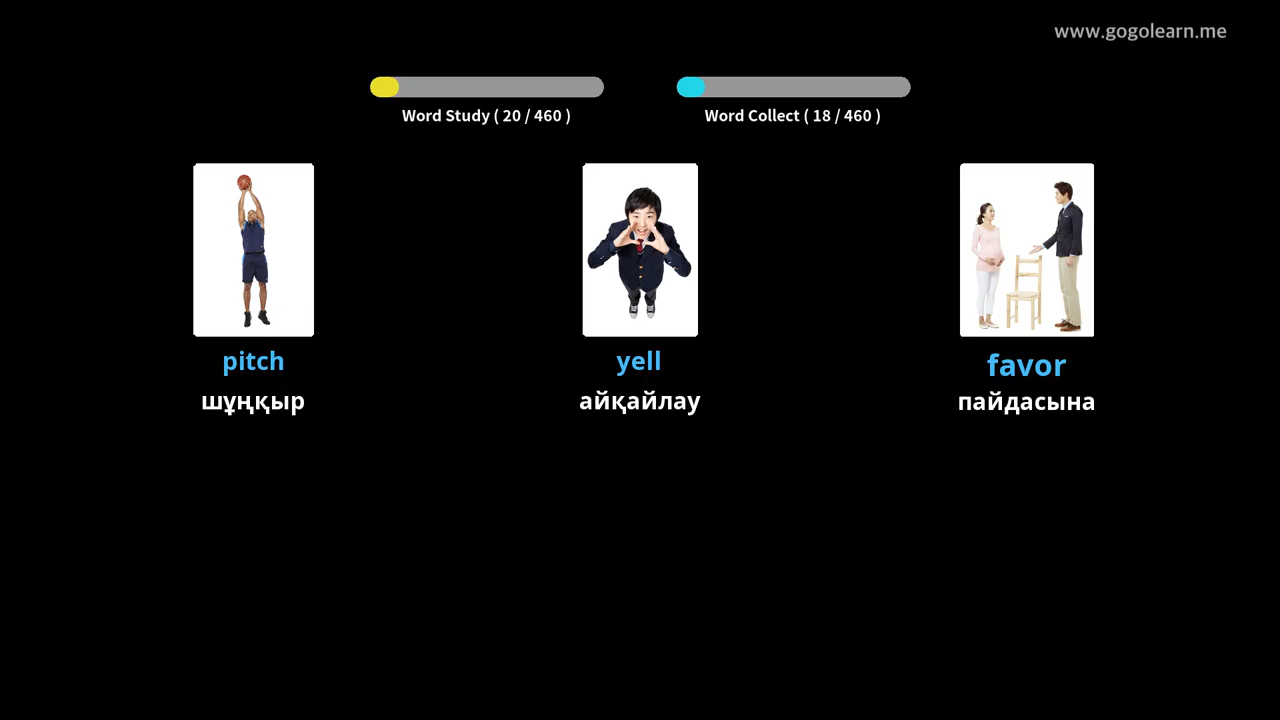 www.gogolearn.me
Word Study ( 20 / 460 )
Word Collect ( 18 / 460 )
pitch
yell
favor
шұңқыр
айқайлау
пайдасына